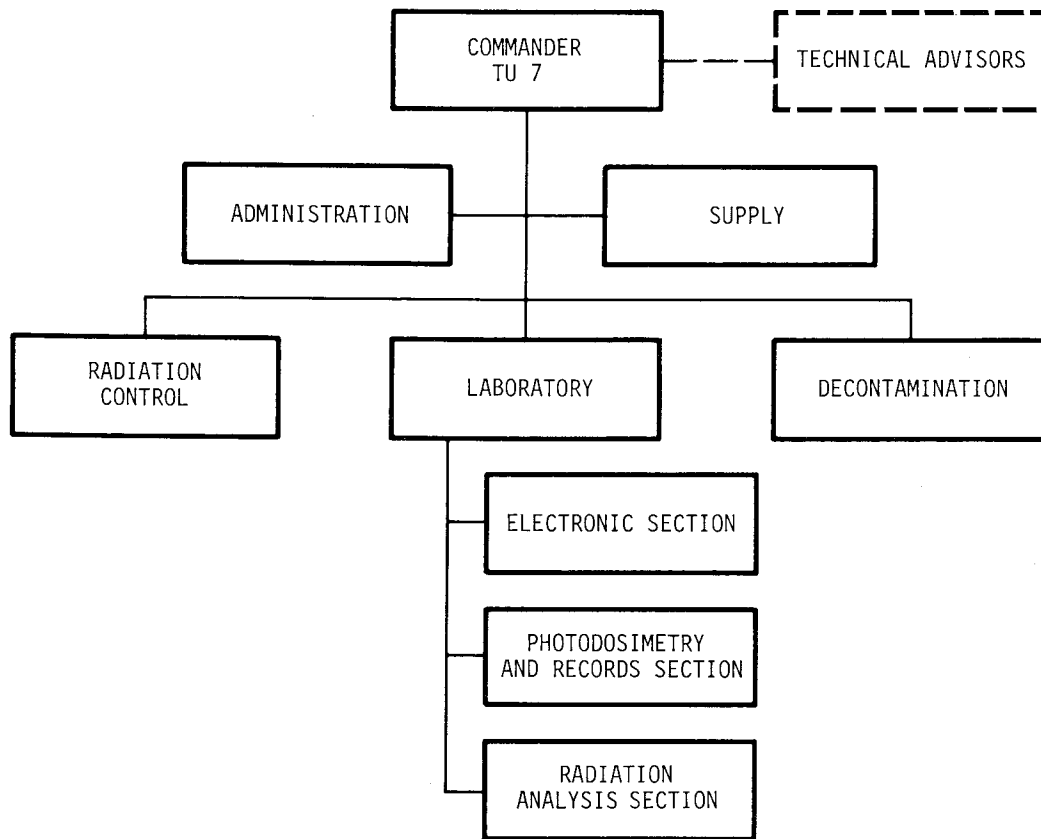 COMMANDER
TU 7
TECHNICAL ADVISORS
ADMINISTRATION
SUPPLY
RADIATION
CONTROL
LABORATORY
DECONTAMINATION
ELECTRONIC SECTION
PHOTODOSIMETRY
AND RECORDS SECTION
RADIATION
ANALYSIS SECTION